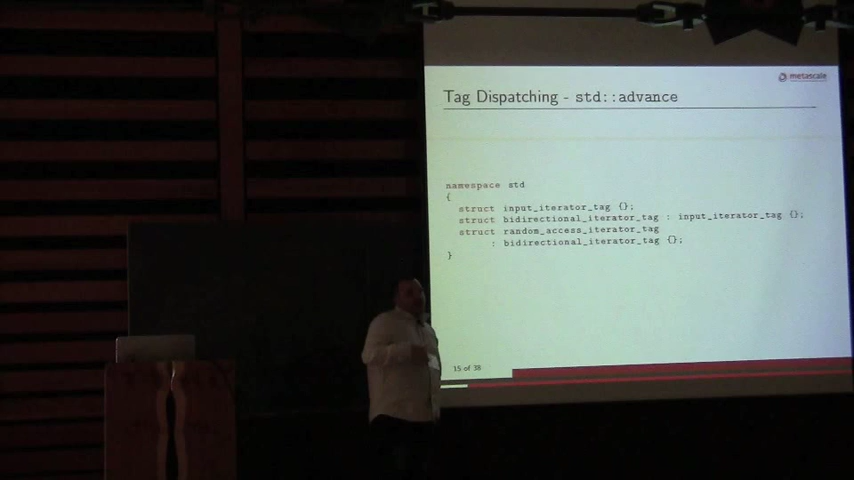 metascale
Tag Dispatching - std::advance
namespace std
{
struct input_iterator_tag {};
struct bidirectional_iterator_tag : input_iterator_tag {};
struct random_access_iterator_tag
: bidirectional_iterator_tag {};
}
15 of 38